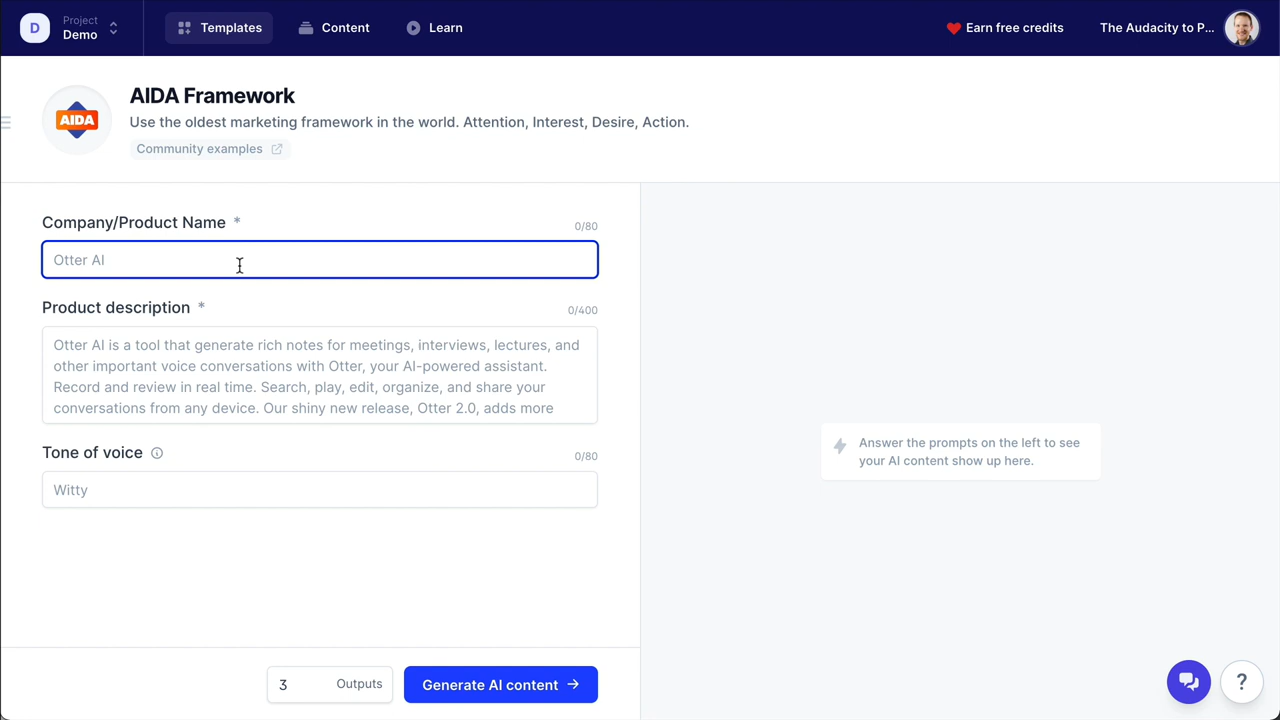 D
Project
Demo
Templates
Content
Learn
Earn free credits
The Audacity to P...
AIDA
AIDA Framework
Use the oldest marketing framework in the world. Attention, Interest, Desire, Action.
Community examples
Company/Product Name *
0/80
Otter AI
Product description *
0/400
Otter AI is a tool that generate rich notes for meetings, interviews, lectures, and
other important voice conversations with Otter, your AI-powered assistant.
Record and review in real time. Search, play, edit, organize, and share your
conversations from any device. Our shiny new release, Otter 2.0, adds more
Tone of voice
0/80
Witty
Answer the prompts on the left to see
your AI content show up here.
3
Outputs
Generate AI content →
?